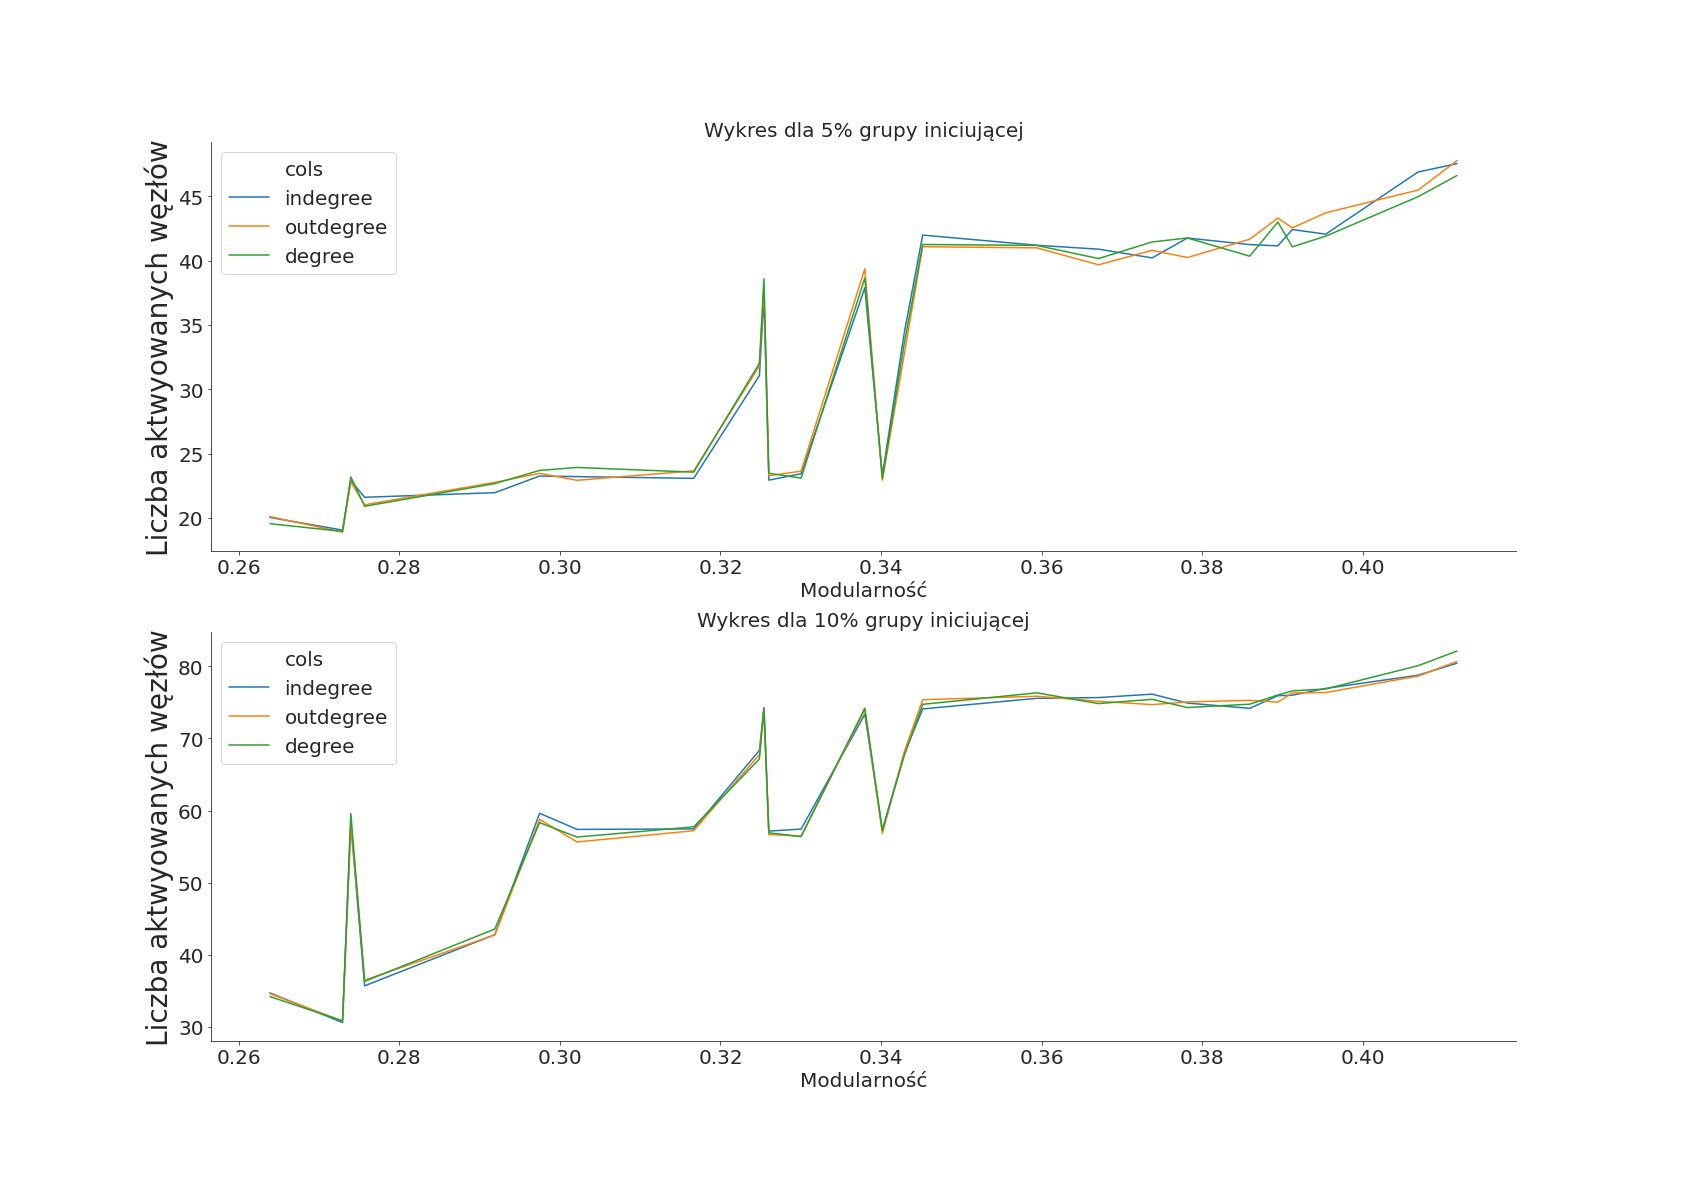 Wykres dla 5% grupy iniciującej
Liczba aktwyowanych węzłów
cols
indegree
outdegree
degree
45
40
35
30
25
20
0.26 0.28 0.30 0.32 0.34 0.36 0.38 0.40
Modularność
Wykres dla 10% grupy iniciującej
Liczba aktwyowanych węzłów
cols
indegree
outdegree
degree
80
70
60
50
40
30
0.26 0.28 0.30 0.32 0.34 0.36 0.38 0.40
Modularność